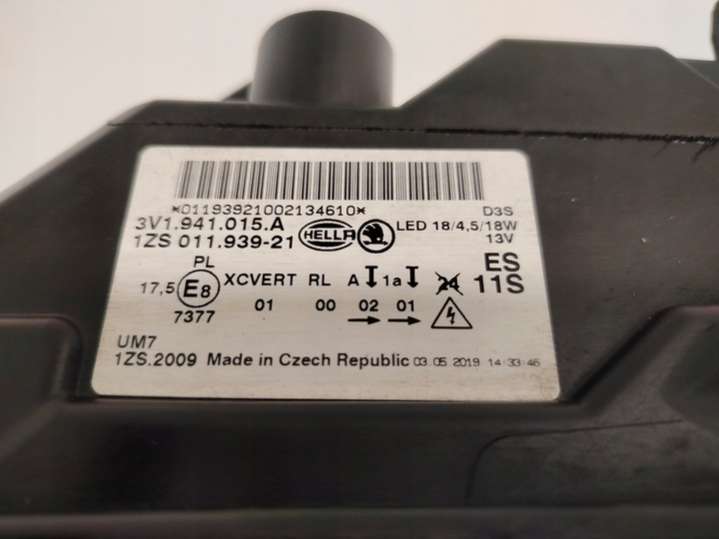 *011939210021346​10*
3V1.941.015.A
1ZS 011.939-21
HELLA
D3S
LED 18/4,5/18W
13V
PL
17,5 E8
7377
XCVERT RL A 1a
01 00 02 01
24
ES
11S
UM7
1ZS.2009 Made in Czech Republic 03.05.2019 14:33:46